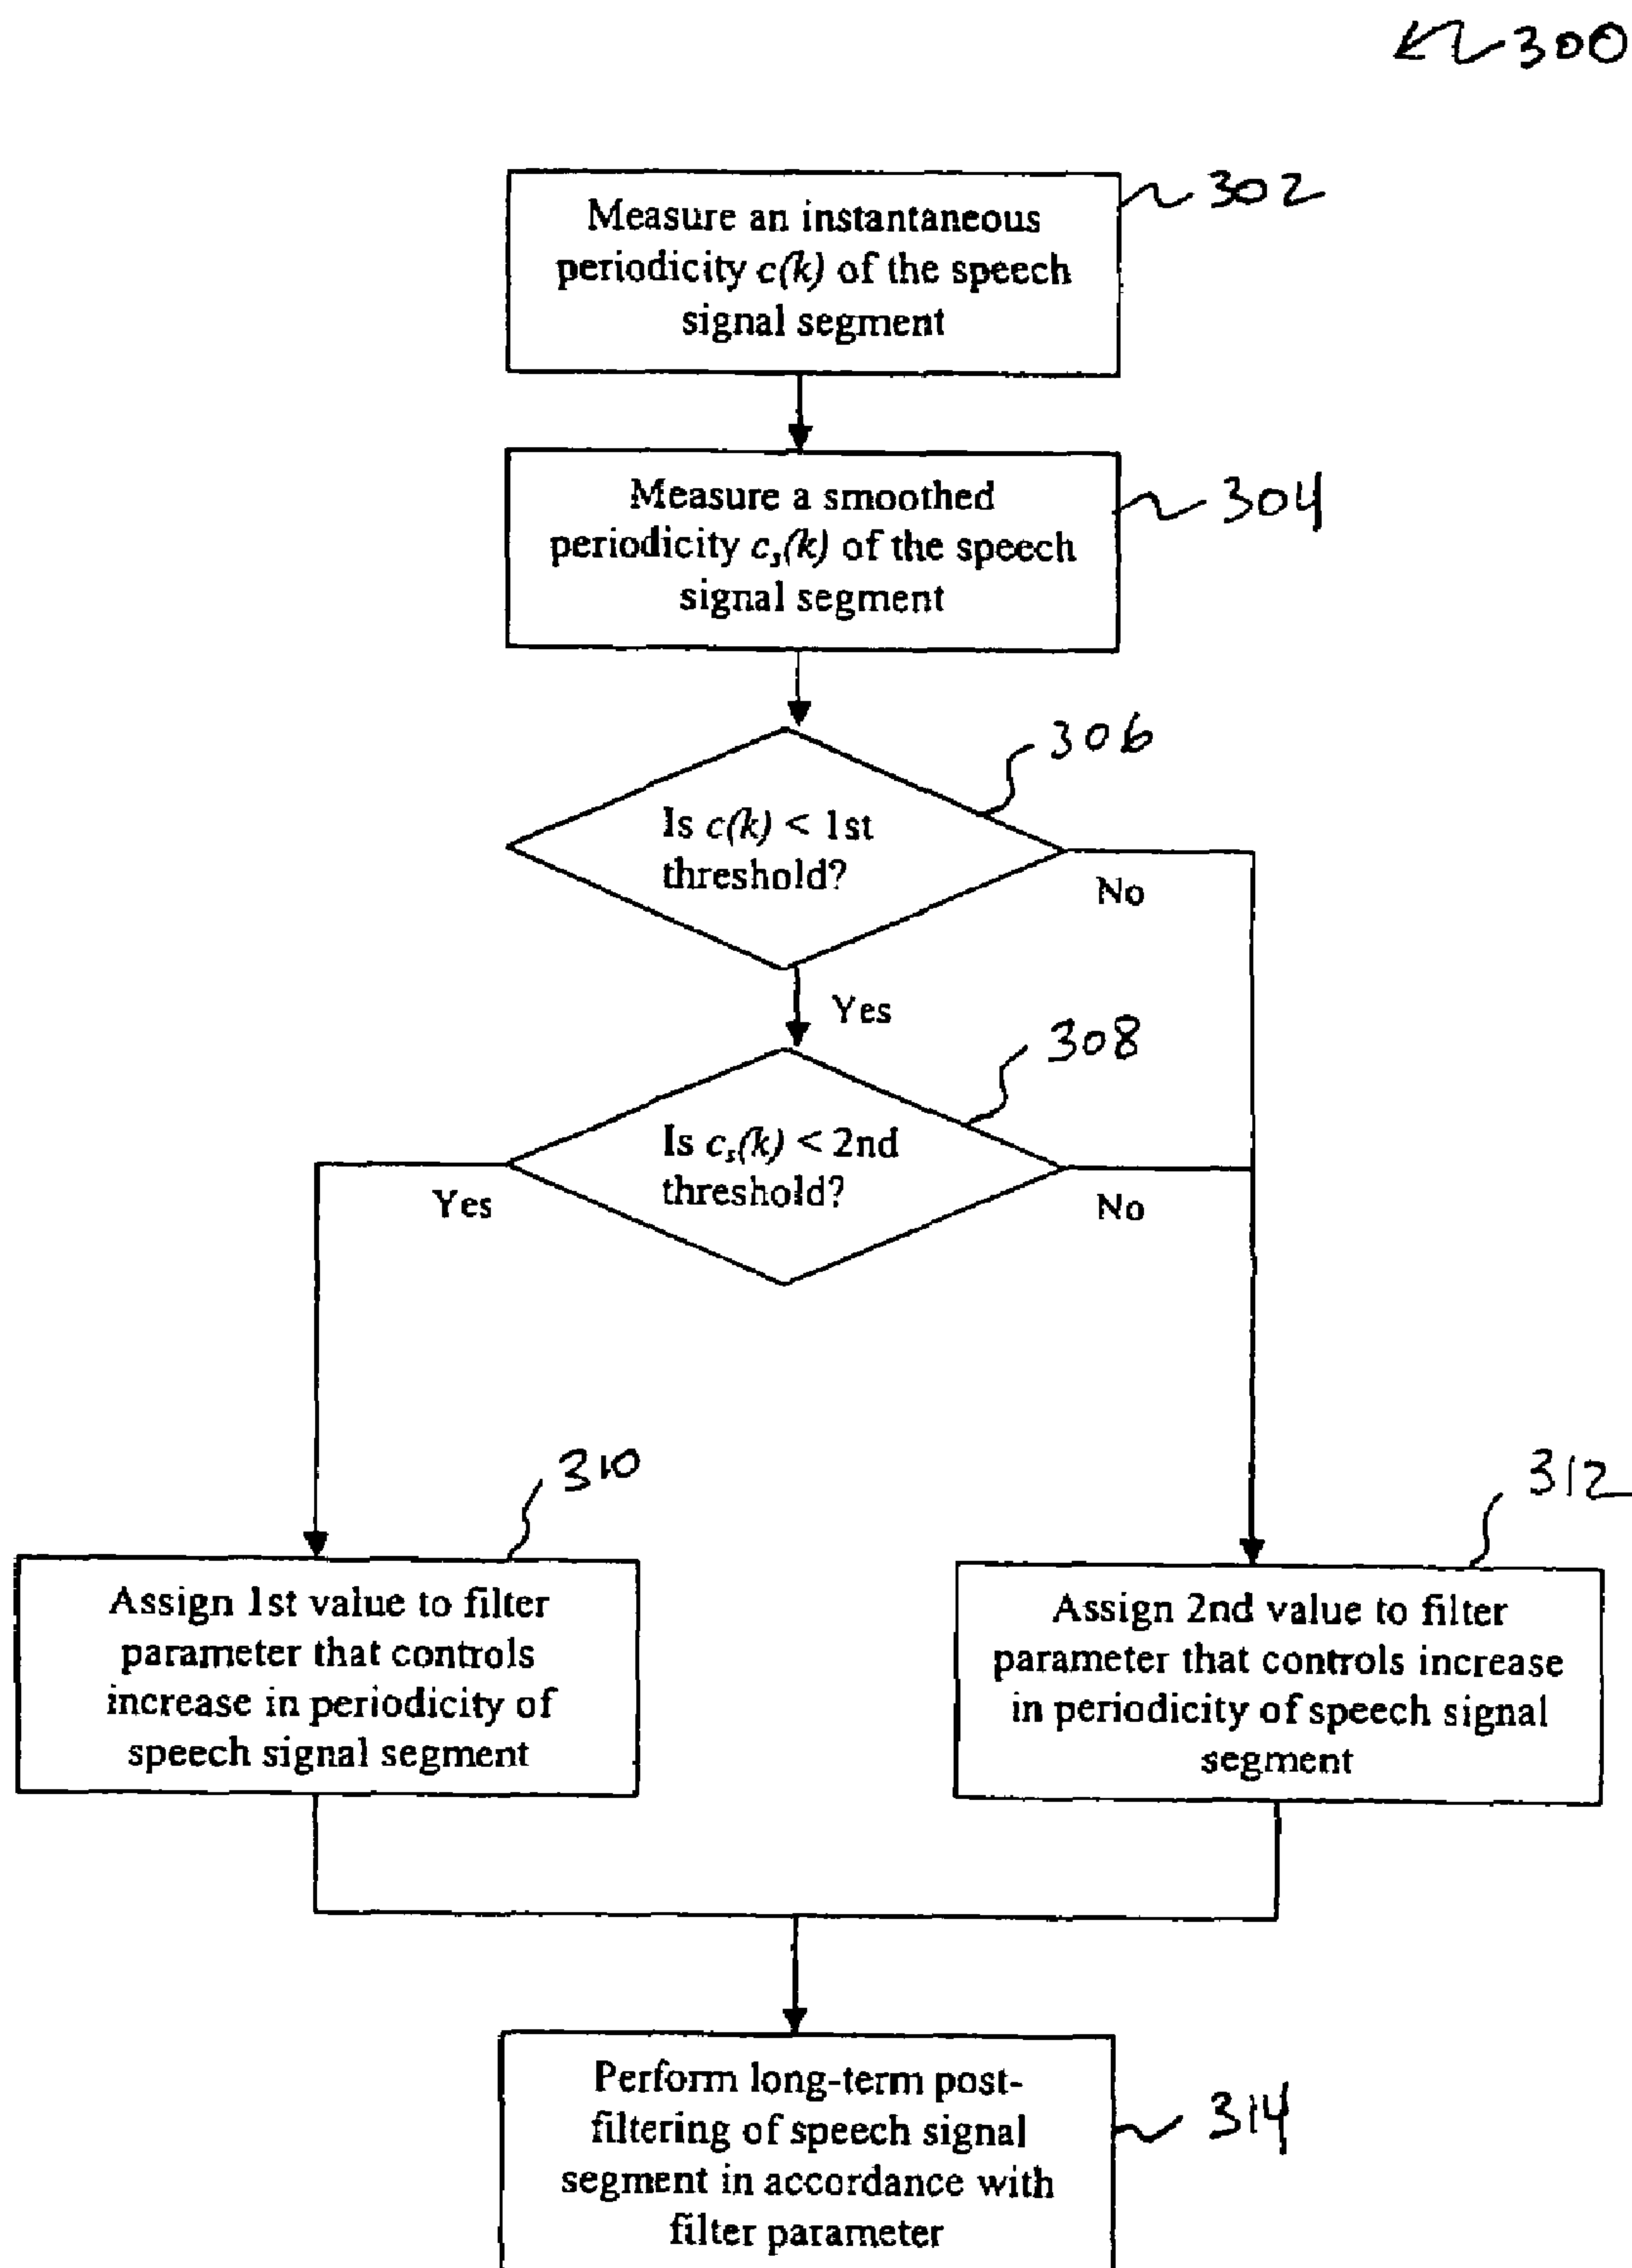 300
Measure an instantaneous
periodicity c(k) of the speech
signal segment
302
Measure a smoothed
periodicity cₛ(k) of the speech
signal segment
304
306
Is c(k) < 1st
threshold?
No
Yes
308
Is cₛ(k) < 2nd
threshold?
Yes
No
310
Assign 1st value to filter
parameter that controls
increase in periodicity of
speech signal segment
312
Assign 2nd value to filter
parameter that controls increase
in periodicity of speech signal
segment
Perform long-term post-
filtering of speech signal
segment in accordance with
filter parameter
314